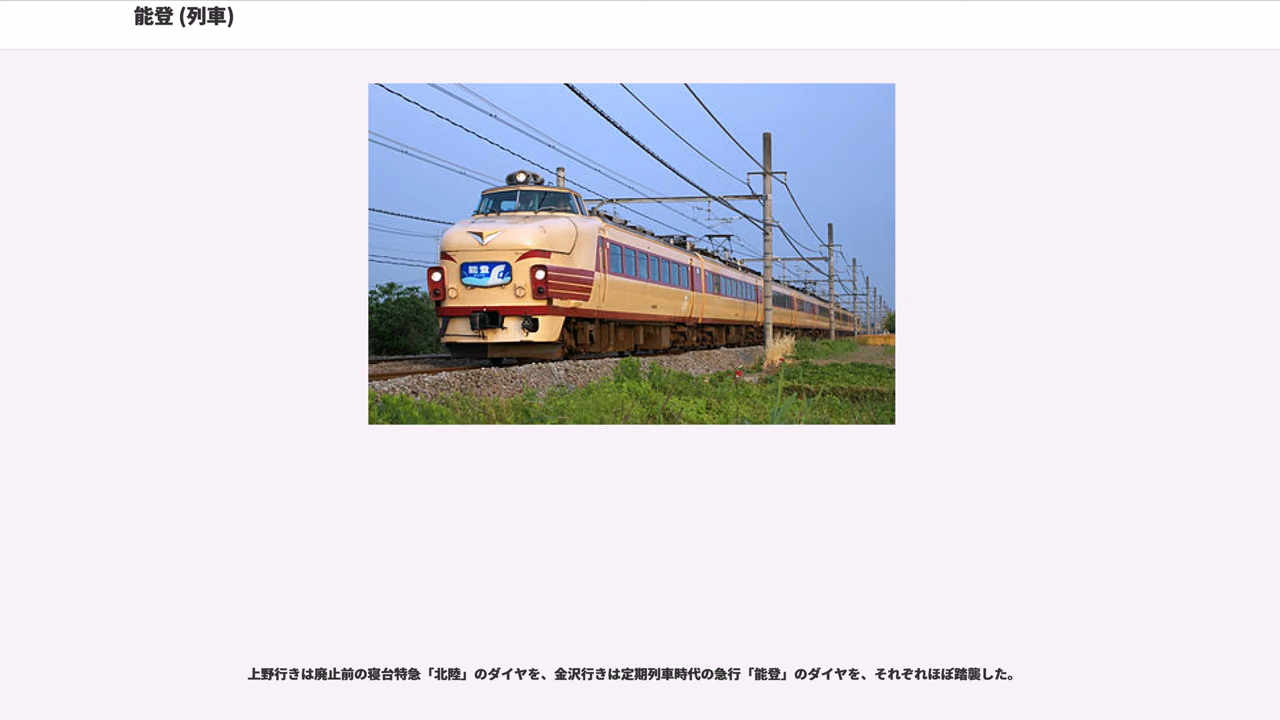 能登 (列車)
能登
上野行きは廃止前の寝台特急「北陸」のダイヤを、金沢行きは定期列車時代の急行「能登」のダイヤを、それぞれほぼ踏襲した。